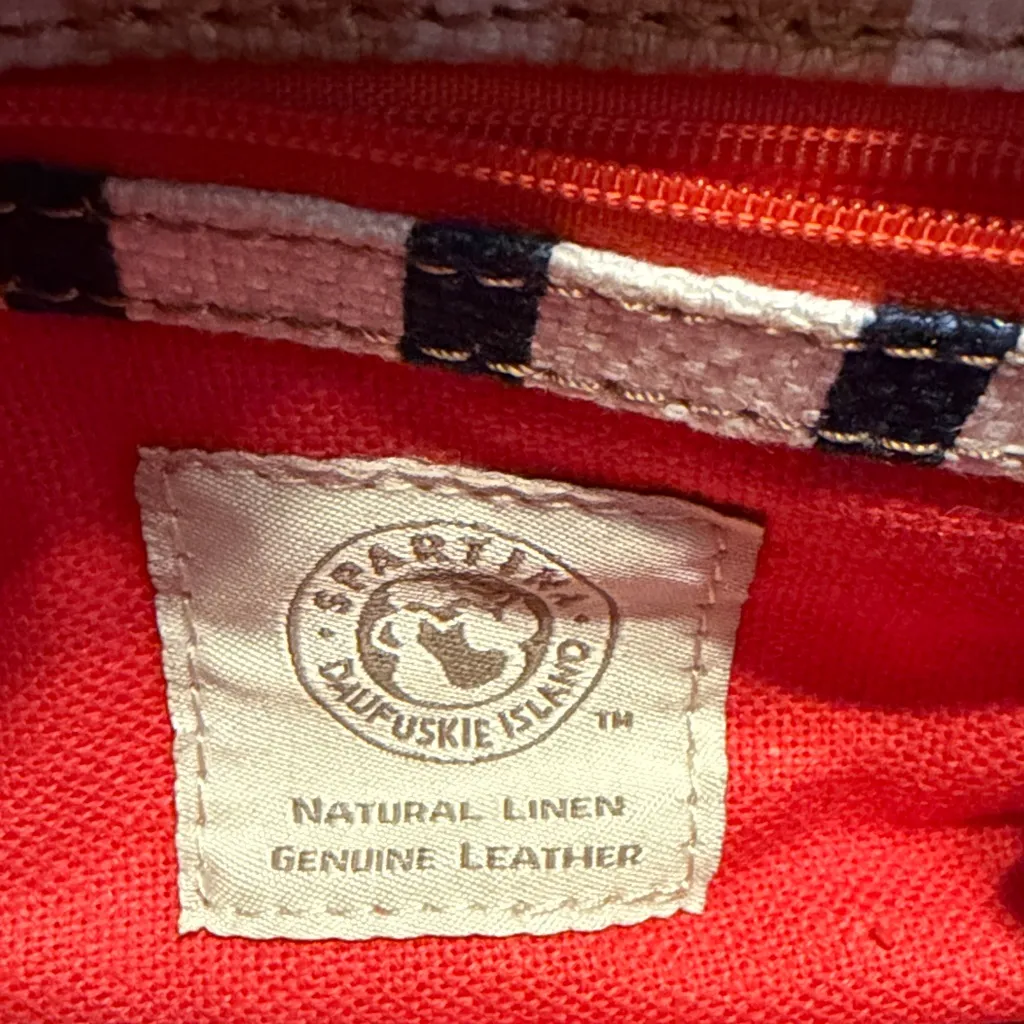 SPARTINA
DAUFUSKIE ISLAND
TM
NATURAL LINEN
GENUINE LEATHER